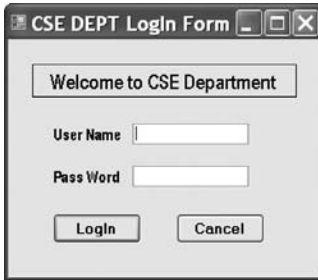 CSE DEPT LogIn Form
Welcome to CSE Department
User Name
Pass Word
LogIn Cancel